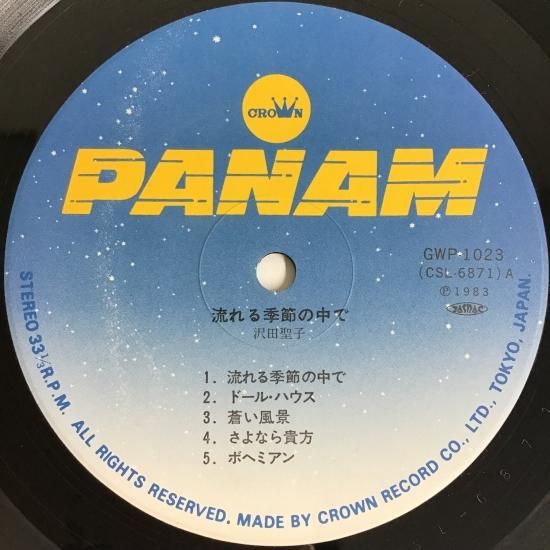 CROWN
PANAM
GWP-1023
(CSL-6871) A
Ⓟ1983
JASRAC
流れる季節の中で
沢田聖子
1. 流れる季節の中で
2. ドール・ハウス
3. 蒼い風景
4. さよなら貴方
5. ボヘミアン
STEREO 33⅓R.P.M. ALL RIGHTS RESERVED. MADE BY CROWN RECORD CO., LTD., TOKYO, JAPAN.